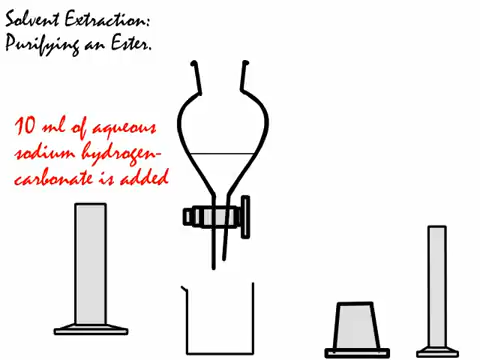 Solvent Extraction:
Purifying an Ester.
10 ml of aqueous
sodium hydrogen-
carbonate is added